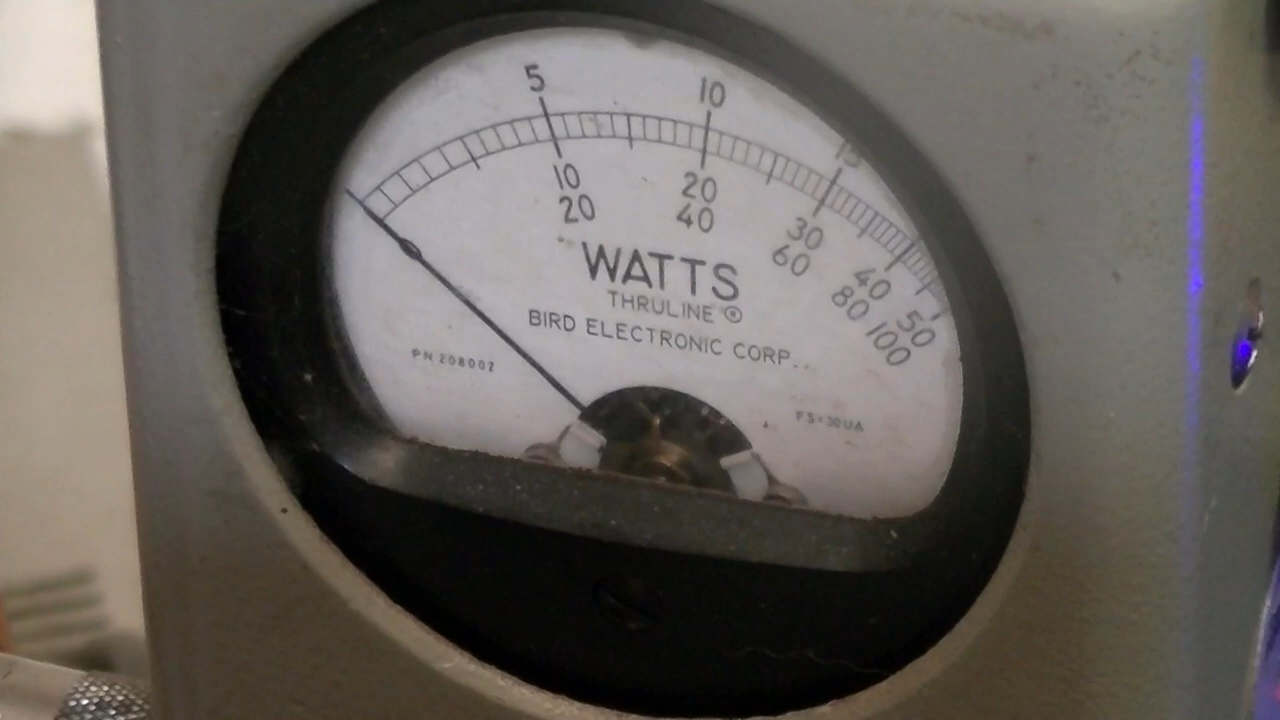 5 10 15
10 20 30 40 50
20 40 60 80 100
WATTS
THRULINE ®
BIRD ELECTRONIC CORP.
PN 208002
FS=30UA